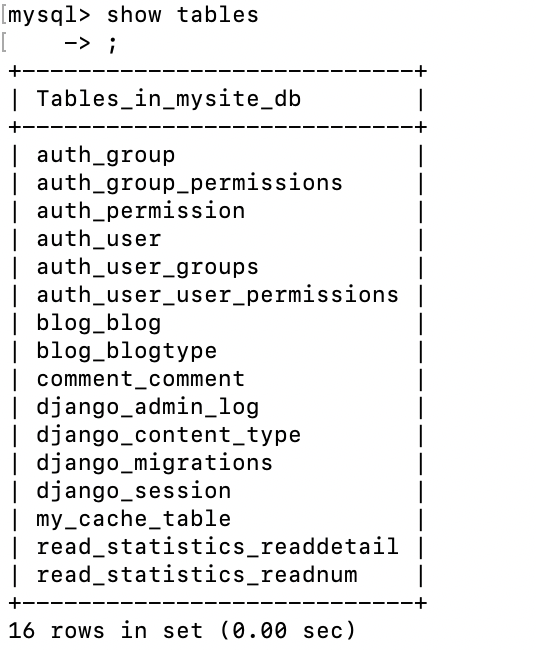 [mysql> show tables
[    -> ;
+----------------------------+
| Tables_in_mysite_db        |
+----------------------------+
| auth_group                 |
| auth_group_permissions     |
| auth_permission            |
| auth_user                  |
| auth_user_groups           |
| auth_user_user_permissions |
| blog_blog                  |
| blog_blogtype              |
| comment_comment            |
| django_admin_log           |
| django_content_type        |
| django_migrations          |
| django_session             |
| my_cache_table             |
| read_statistics_readdetail |
| read_statistics_readnum    |
+----------------------------+
16 rows in set (0.00 sec)